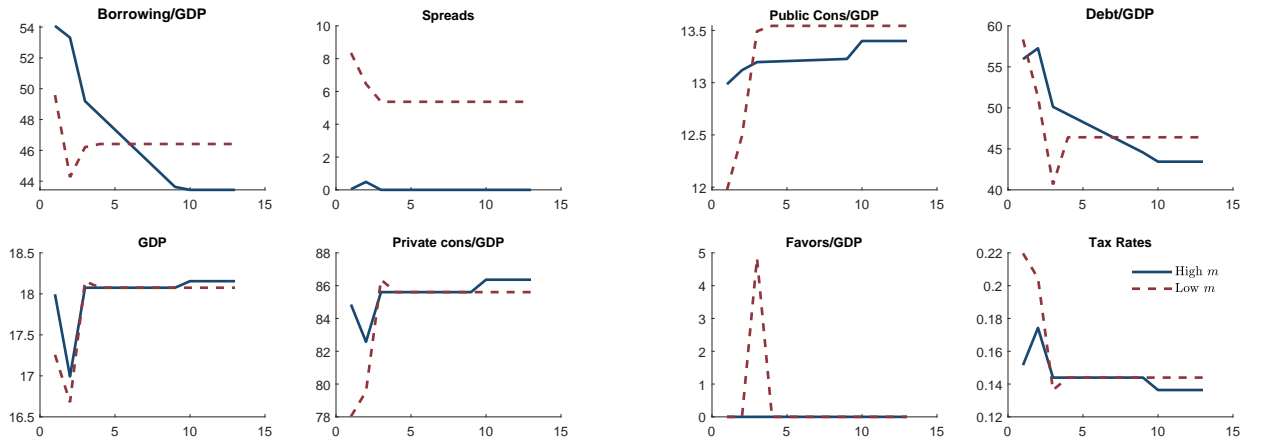 Borrowing/GDP
54
52
50
48
46
44
0 5 10 15
Spreads
10
8
6
4
2
0
0 5 10 15
Public Cons/GDP
13.5
13
12.5
12
0 5 10 15
Debt/GDP
60
55
50
45
40
0 5 10 15
GDP
18.5
18
17.5
17
16.5
0 5 10 15
Private cons/GDP
88
86
84
82
80
78
0 5 10 15
Favors/GDP
5
4
3
2
1
0
0 5 10 15
Tax Rates
0.22
0.2
0.18
0.16
0.14
0.12
0 5 10 15
High m
Low m